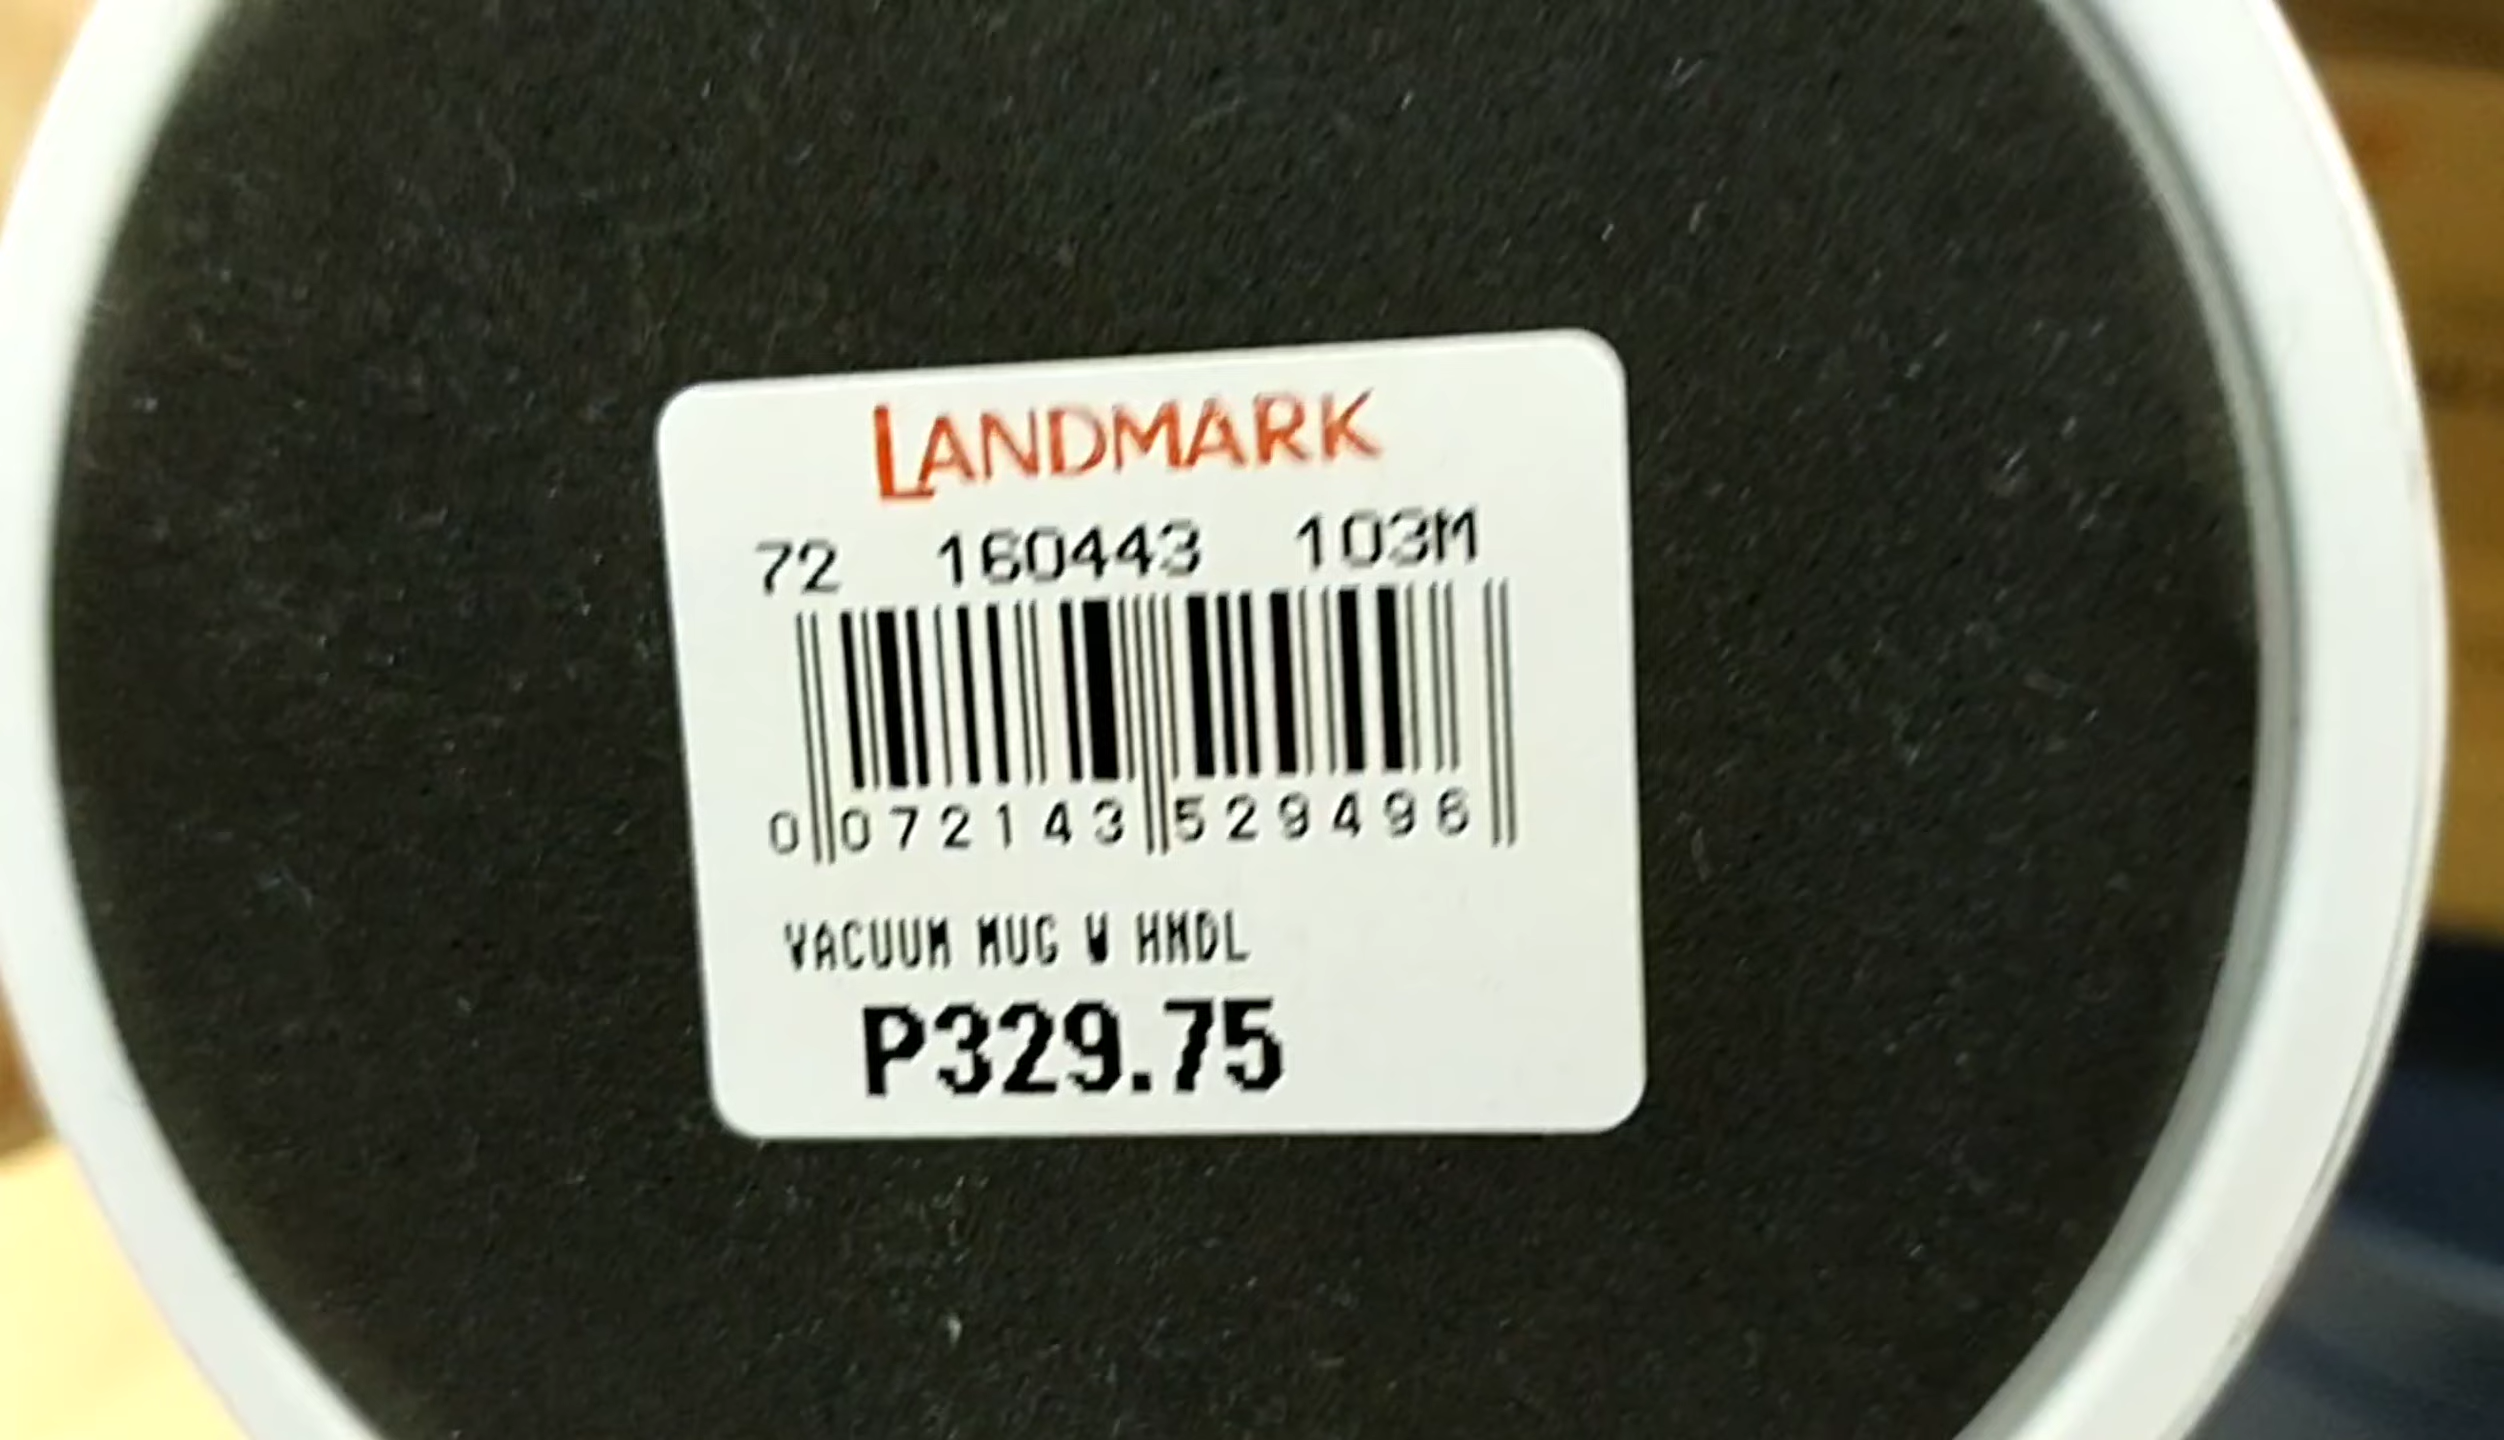 LANDMARK
72 160443 103M
0 072143 529496
VACUUM MUG W HNDL
P329.75